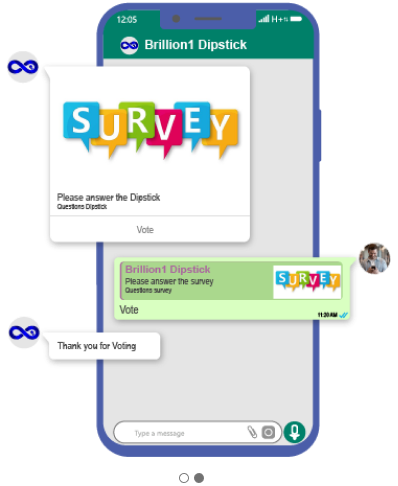 12:05
H+
Brillion1 Dipstick
SURVEY
Please answer the Dipstick
Questions Dipstick
Vote
Brillion1 Dipstick
Please answer the survey
Questions survey
SURVEY
Vote
11:20 AM
Thank you for Voting
Type a message